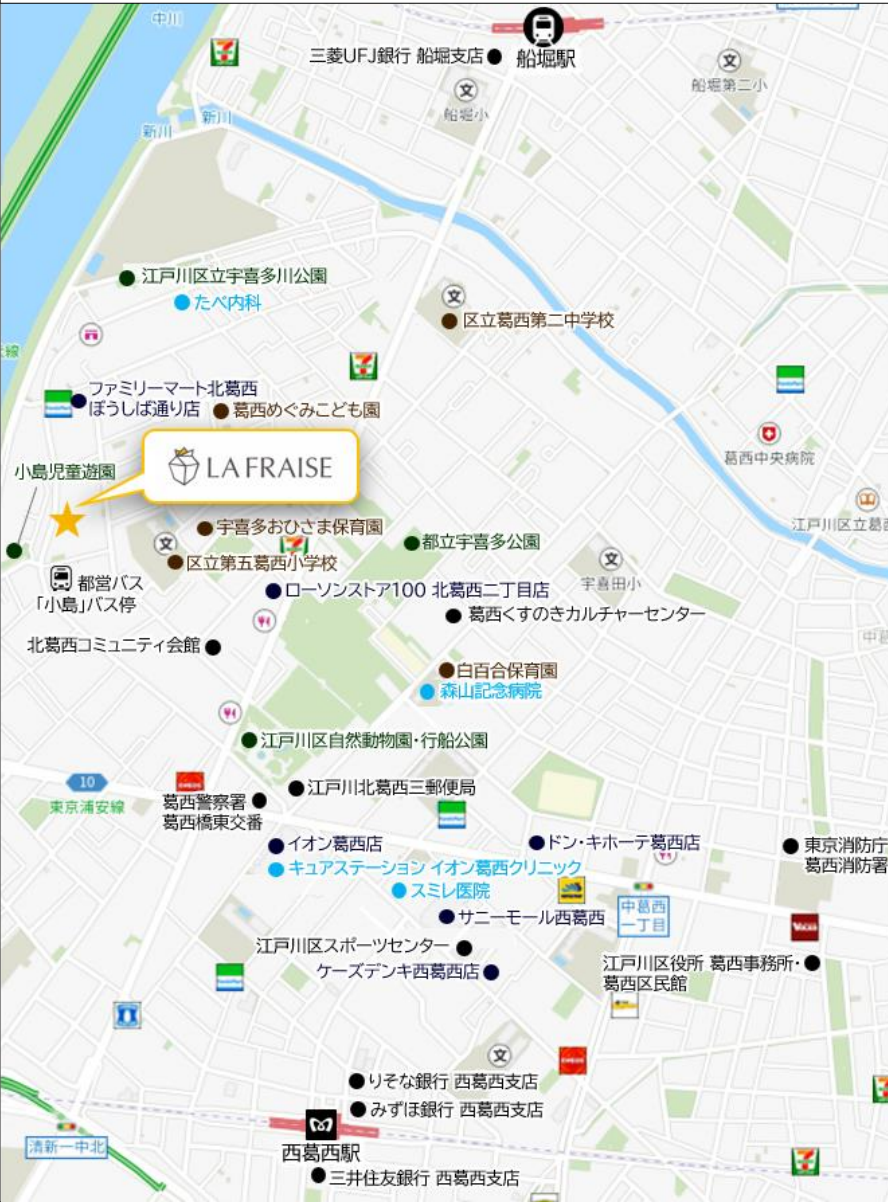 中川
三菱UFJ銀行 船堀支店
船堀駅
船堀第二小
船堀小
新川
新川
江戸川区立宇喜多川公園
たべ内科
区立葛西第二中学校
線
ファミリーマート北葛西
ぼうしば通り店
葛西めぐみこども園
葛西中央病院
LA FRAISE
小島児童遊園
江戸川区立葛西
宇喜多おひさま保育園
都立宇喜多公園
区立第五葛西小学校
宇喜田小
都営バス
「小島」バス停
ローソンストア100 北葛西二丁目店
葛西くすのきカルチャーセンター
北葛西コミュニティ会館
中葛
白百合保育園
森山記念病院
江戸川区自然動物園・行船公園
10
東京浦安線
江戸川北葛西三郵便局
葛西警察署
葛西橋東交番
イオン葛西店
ドン・キホーテ葛西店
東京消防庁
葛西消防署
キュアステーション イオン葛西クリニック
スミレ医院
中葛西
一丁目
サニーモール西葛西
江戸川区スポーツセンター
ケーズデンキ西葛西店
江戸川区役所 葛西事務所・
葛西区民館
りそな銀行 西葛西支店
みずほ銀行 西葛西支店
清新一中北
西葛西駅
三井住友銀行 西葛西支店